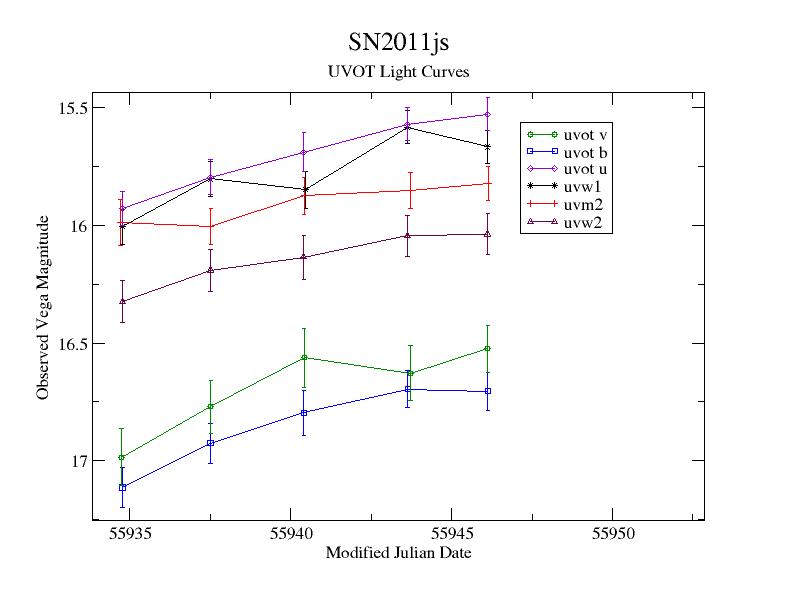 SN2011js
UVOT Light Curves
15.5
16
16.5
17
Observed Vega Magnitude
uvot v
uvot b
uvot u
uvw1
uvm2
uvw2
55935
55940
55945
55950
Modified Julian Date